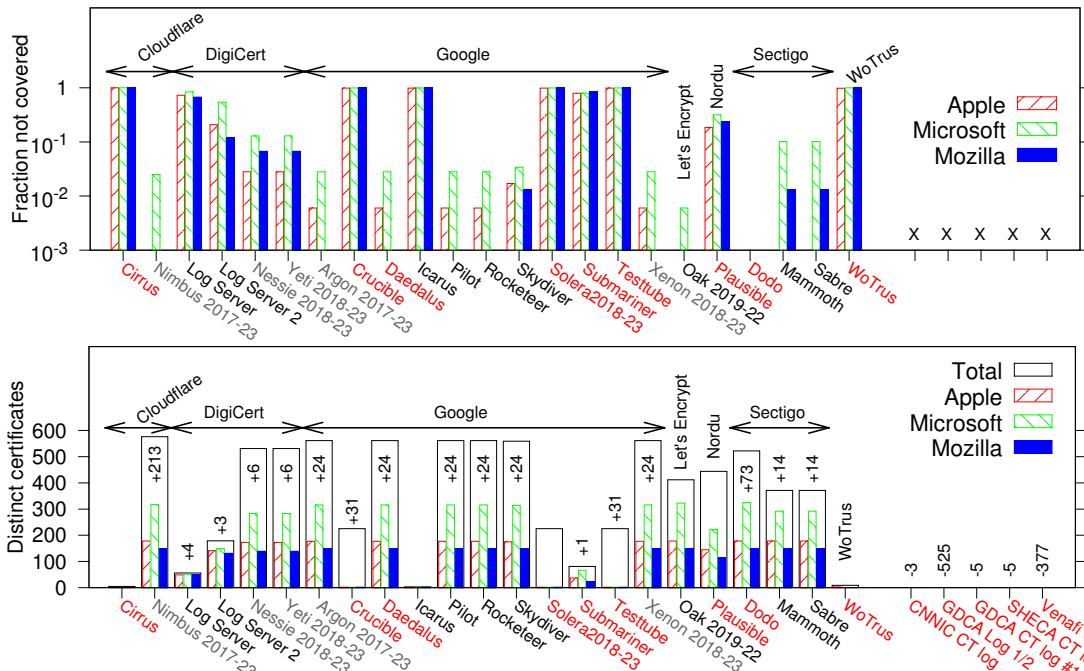 Cloudflare
DigiCert
Google
Let's Encrypt
Nordu
Sectigo
WoTrus
Apple
Microsoft
Mozilla
Fraction not covered
1
10-1
10-2
10-3
X X X X X
Cirrus
Nimbus 2017-23
Log Server
Log Server 2
Nessie 2018-23
Yeti 2018-23
Argon 2017-23
Crucible
Daedalus
Icarus
Pilot
Rocketeer
Skydiver
Solera2018-23
Submariner
Testtube
Xenon 2018-23
Oak 2019-22
Plausible
Dodo
Mammoth
Sabre
WoTrus
Cloudflare
DigiCert
Google
Let's Encrypt
Nordu
Sectigo
WoTrus
Total
Apple
Microsoft
Mozilla
Distinct certificates
600
500
400
300
200
100
0
+213
+4
+3
+6
+6
+24
+31
+24
+24
+24
+24
+1
+31
+24
+73
+14
+14
-3
-525
-5
-5
-377
Cirrus
Nimbus 2017-23
Log Server
Log Server 2
Nessie 2018-23
Yeti 2018-23
Argon 2017-23
Crucible
Daedalus
Icarus
Pilot
Rocketeer
Skydiver
Solera2018-23
Submariner
Testtube
Xenon 2018-23
Oak 2019-22
Plausible
Dodo
Mammoth
Sabre
WoTrus
CNNIC CT log
GDCA Log 1/2
GDCA CT log #1
SHECA CT
Venafi